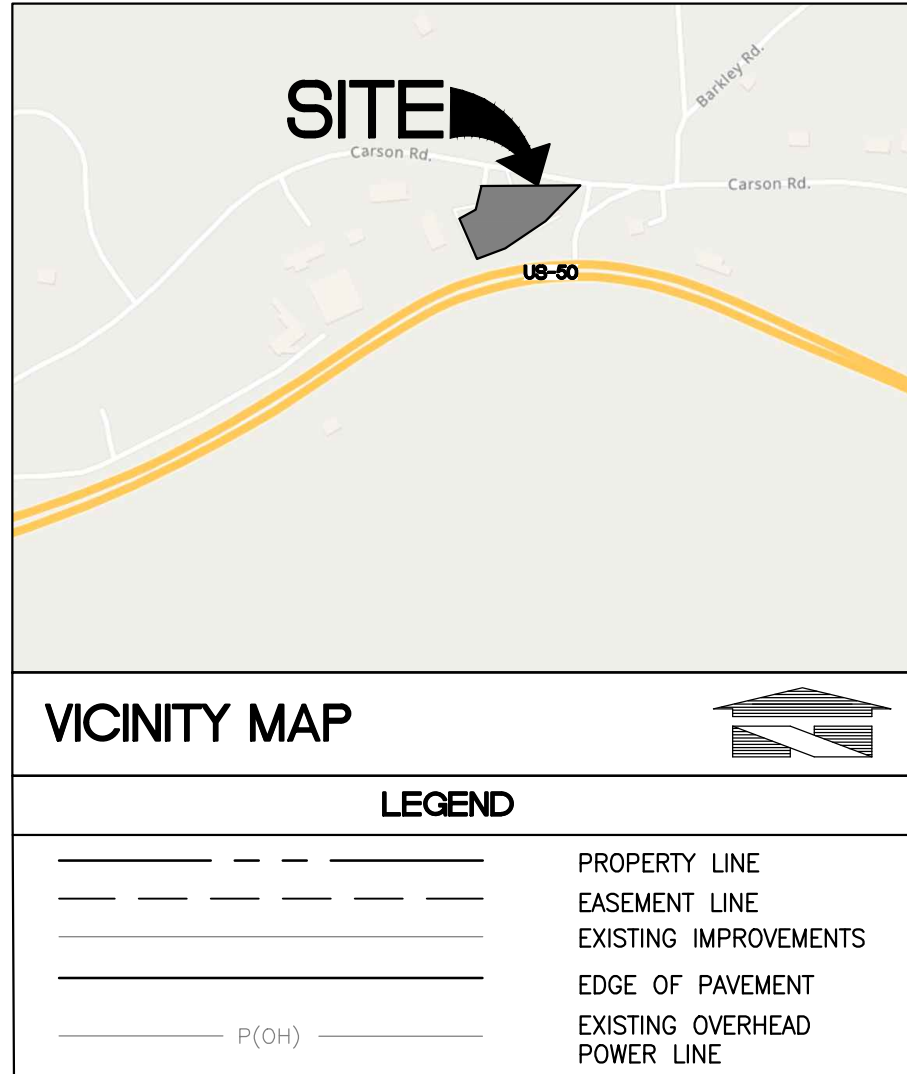 Barkley Rd.
SITE
Carson Rd.
Carson Rd.
US-50
VICINITY MAP
LEGEND
PROPERTY LINE
EASEMENT LINE
EXISTING IMPROVEMENTS
EDGE OF PAVEMENT
P(OH)
EXISTING OVERHEAD
POWER LINE